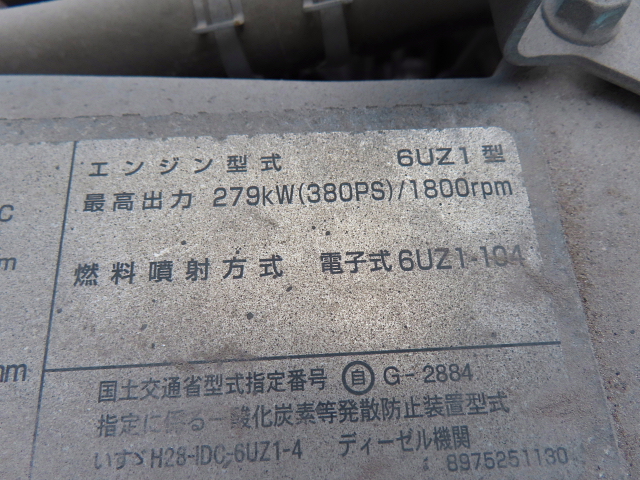 エンジン型式 6UZ1型
最高出力 279kW(380PS)/1800rpm
燃料噴射方式 電子式6UZ1-104
国土交通省型式指定番号 自 G-2884
指定に係る一酸化炭素等発散防止装置型式
いすゞH28-IDC-6UZ1-4 ディーゼル機関
8975251130